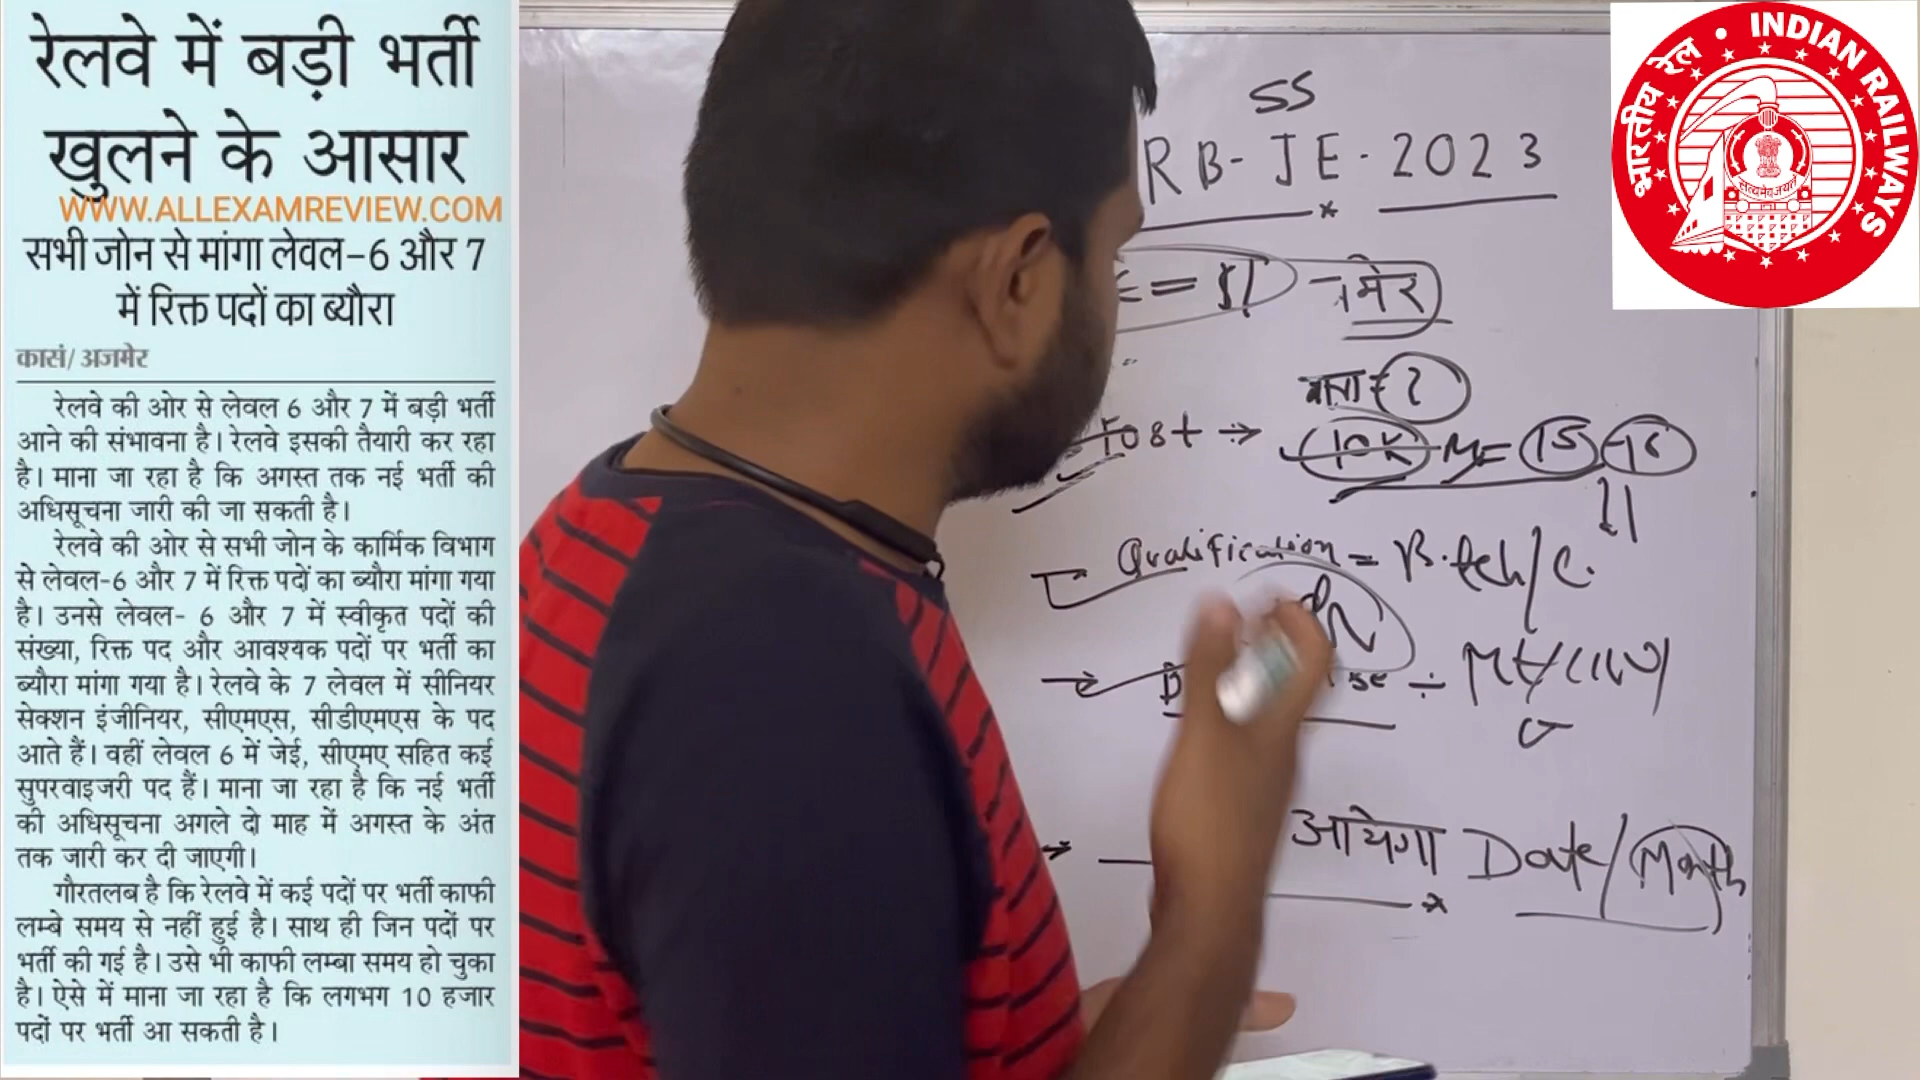 रेलवे में बड़ी भर्ती
खुलने के आसार
WWW.ALLEXAMREVIEW.COM
सभी जोन से मांगा लेवल-6 और 7
में रिक्त पदों का ब्यौरा
कासं/ अजमेर
रेलवे की ओर से लेवल 6 और 7 में बड़ी भर्ती
आने की संभावना है। रेलवे इसकी तैयारी कर रहा
है। माना जा रहा है कि अगस्त तक नई भर्ती की
अधिसूचना जारी की जा सकती है।
रेलवे की ओर से सभी जोन के कार्मिक विभाग
से लेवल-6 और 7 में रिक्त पदों का ब्यौरा मांगा गया
है। उनसे लेवल- 6 और 7 में स्वीकृत पदों की
संख्या, रिक्त पद और आवश्यक पदों पर भर्ती का
ब्यौरा मांगा गया है। रेलवे के 7 लेवल में सीनियर
सेक्शन इंजीनियर, सीएमएस, सीडीएमएस के पद
आते हैं। वहीं लेवल 6 में जेई, सीएमए सहित कई
सुपरवाइजरी पद हैं। माना जा रहा है कि नई भर्ती
की अधिसूचना अगले दो माह में अगस्त के अंत
तक जारी कर दी जाएगी।
गौरतलब है कि रेलवे में कई पदों पर भर्ती काफी
लम्बे समय से नहीं हुई है। साथ ही जिन पदों पर
भर्ती की गई है। उसे भी काफी लम्बा समय हो चुका
है। ऐसे में माना जा रहा है कि लगभग 10 हजार
पदों पर भर्ती आ सकती है।
SS
RB-JE-2023
Post → 10K 15
Qualification = B.tech/
आयेगा Date/Month
भारतीय रेल • INDIAN RAILWAYS
सत्यमेव जयते